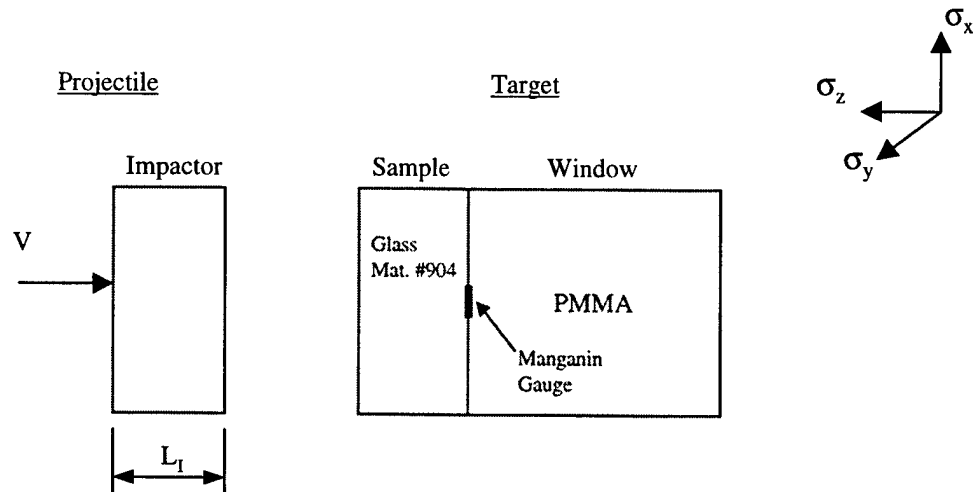 Projectile
Target
σx
σz
σy
Impactor
Sample
Window
V
Glass
Mat. #904
PMMA
Manganin
Gauge
LI